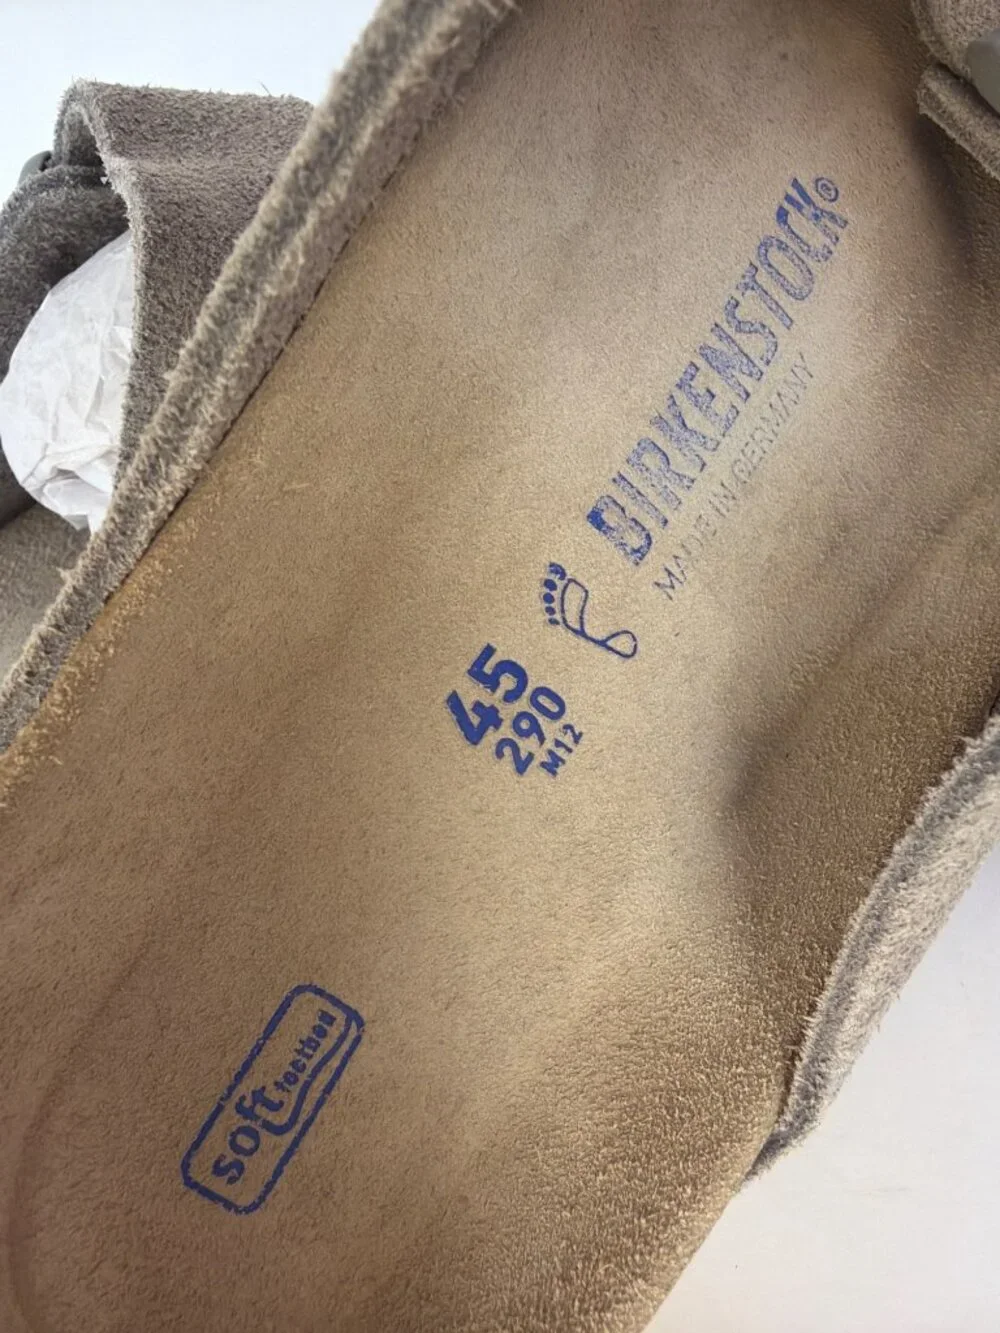 BIRKENSTOCK®
MADE IN GERMANY
45
290
M12
soft footbed